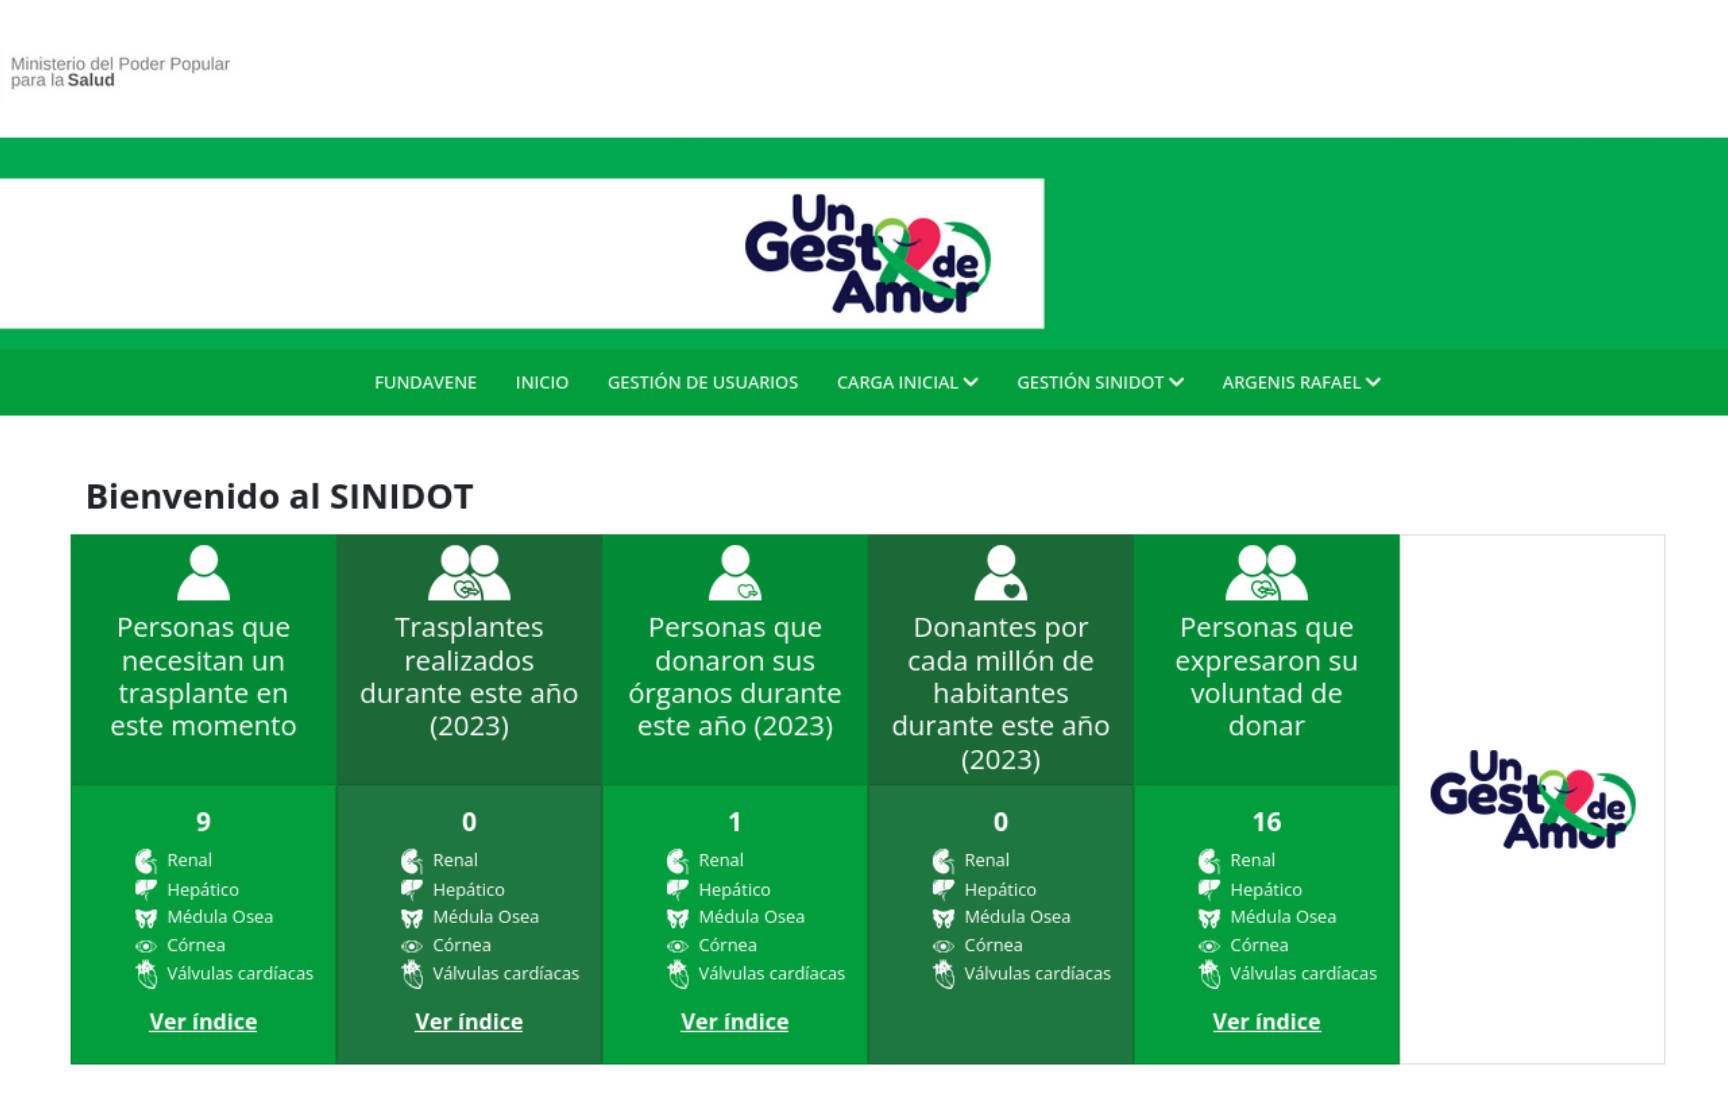 Ministerio del Poder Popular
para la Salud
Un
Gesto de
Amor
FUNDAVENE
INICIO
GESTIÓN DE USUARIOS
CARGA INICIAL
GESTIÓN SINIDOT
ARGENIS RAFAEL
Bienvenido al SINIDOT
Personas que
necesitan un
trasplante en
este momento
9
Renal
Hepático
Médula Osea
Córnea
Válvulas cardíacas
Ver índice
Trasplantes
realizados
durante este año
(2023)
0
Renal
Hepático
Médula Osea
Córnea
Válvulas cardíacas
Ver índice
Personas que
donaron sus
órganos durante
este año (2023)
1
Renal
Hepático
Médula Osea
Córnea
Válvulas cardíacas
Ver índice
Donantes por
cada millón de
habitantes
durante este año
(2023)
0
Renal
Hepático
Médula Osea
Córnea
Válvulas cardíacas
Personas que
expresaron su
voluntad de
donar
16
Renal
Hepático
Médula Osea
Córnea
Válvulas cardíacas
Ver índice
Un
Gesto de
Amor